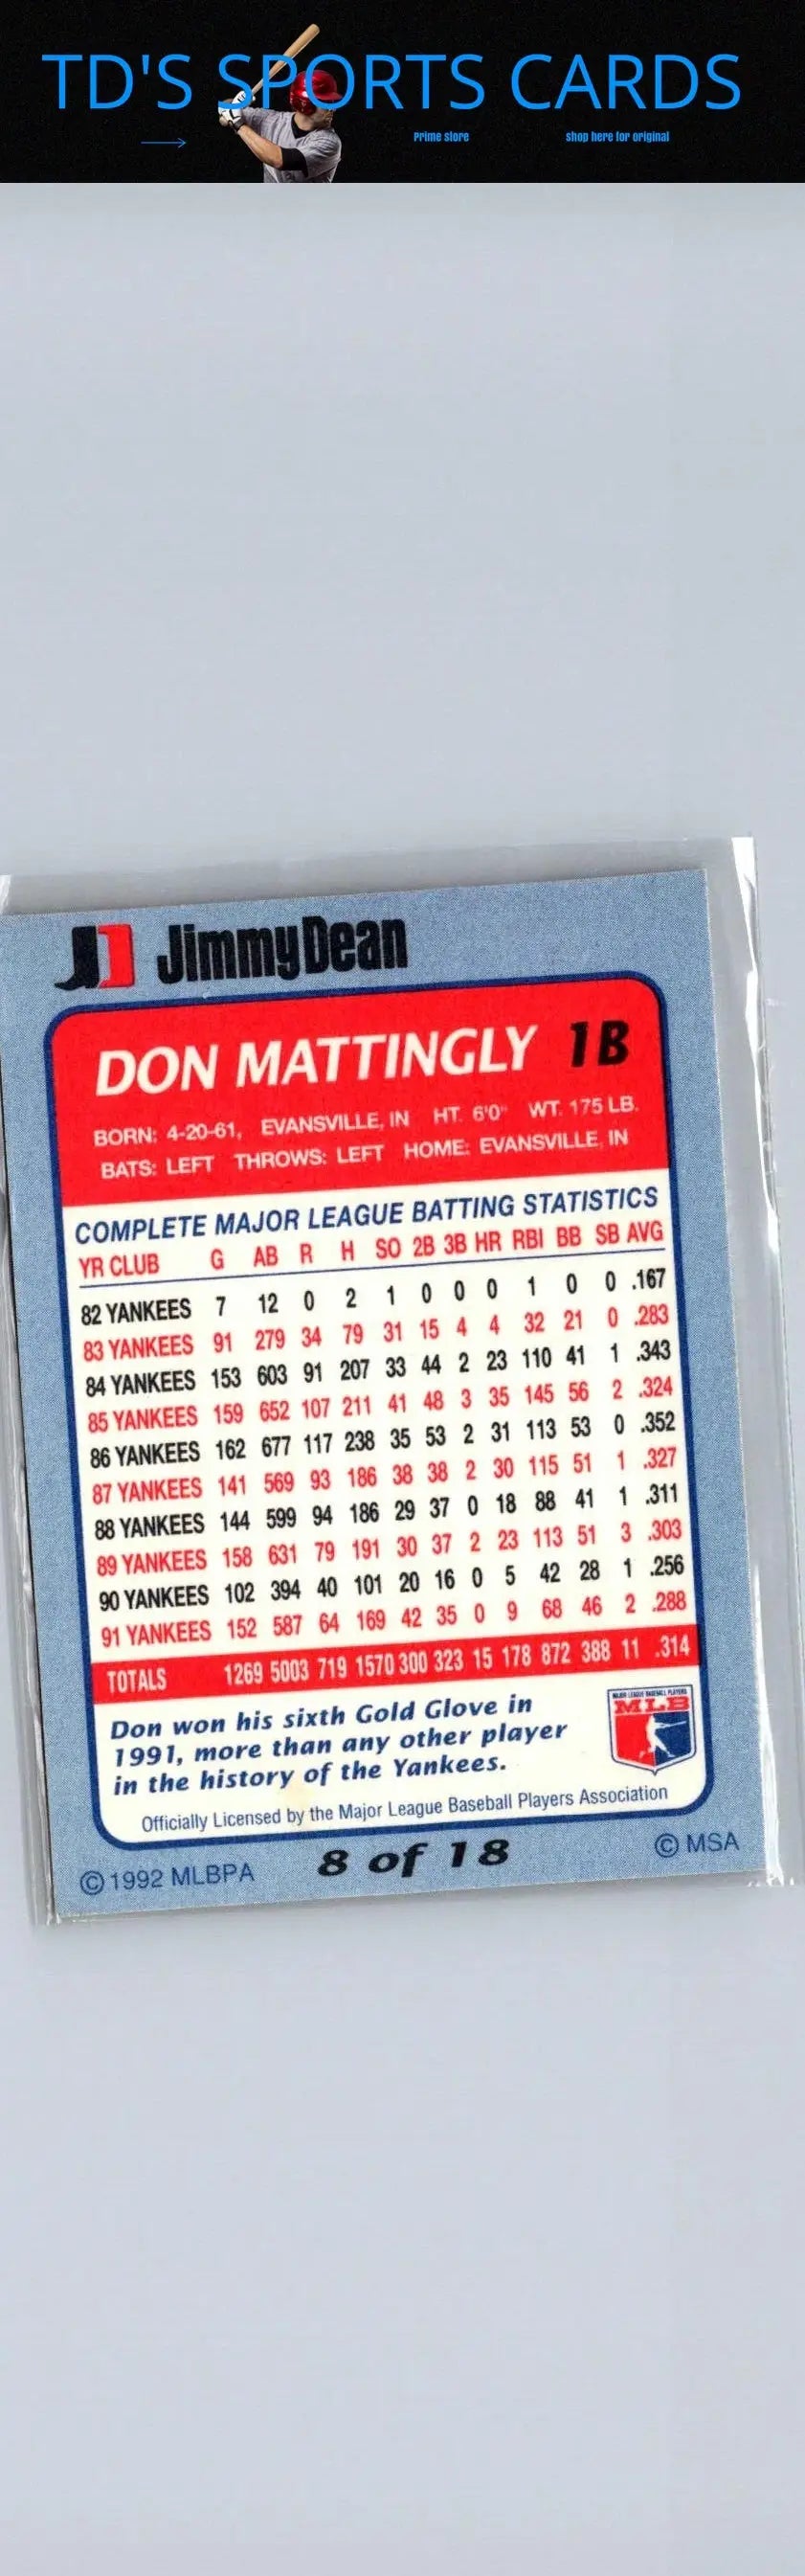 TD'S SPORTS CARDS
Prime store shop here for original
JD JimmyDean
DON MATTINGLY 1B
BORN: 4-20-61, EVANSVILLE, IN HT. 6'0" WT. 175 LB.
BATS: LEFT THROWS: LEFT HOME: EVANSVILLE, IN
COMPLETE MAJOR LEAGUE BATTING STATISTICS
YR CLUB G AB R H SO 2B 3B HR RBI BB SB AVG
82 YANKEES 7 12 0 2 1 0 0 0 1 0 0 .167
83 YANKEES 91 279 34 79 31 15 4 4 32 21 0 .283
84 YANKEES 153 603 91 207 33 44 2 23 110 41 1 .343
85 YANKEES 159 652 107 211 41 48 3 35 145 56 2 .324
86 YANKEES 162 677 117 238 35 53 2 31 113 53 0 .352
87 YANKEES 141 569 93 186 38 38 2 30 115 51 1 .327
88 YANKEES 144 599 94 186 29 37 0 18 88 41 1 .311
89 YANKEES 158 631 79 191 30 37 2 23 113 51 3 .303
90 YANKEES 102 394 40 101 20 16 0 5 42 28 1 .256
91 YANKEES 152 587 64 169 42 35 0 9 68 46 2 .288
TOTALS 1269 5003 719 1570 300 323 15 178 872 388 11 .314
Don won his sixth Gold Glove in
1991, more than any other player
in the history of the Yankees.
MAJOR LEAGUE BASEBALL PLAYERS
MLB
Officially Licensed by the Major League Baseball Players Association
© 1992 MLBPA 8 of 18 © MSA